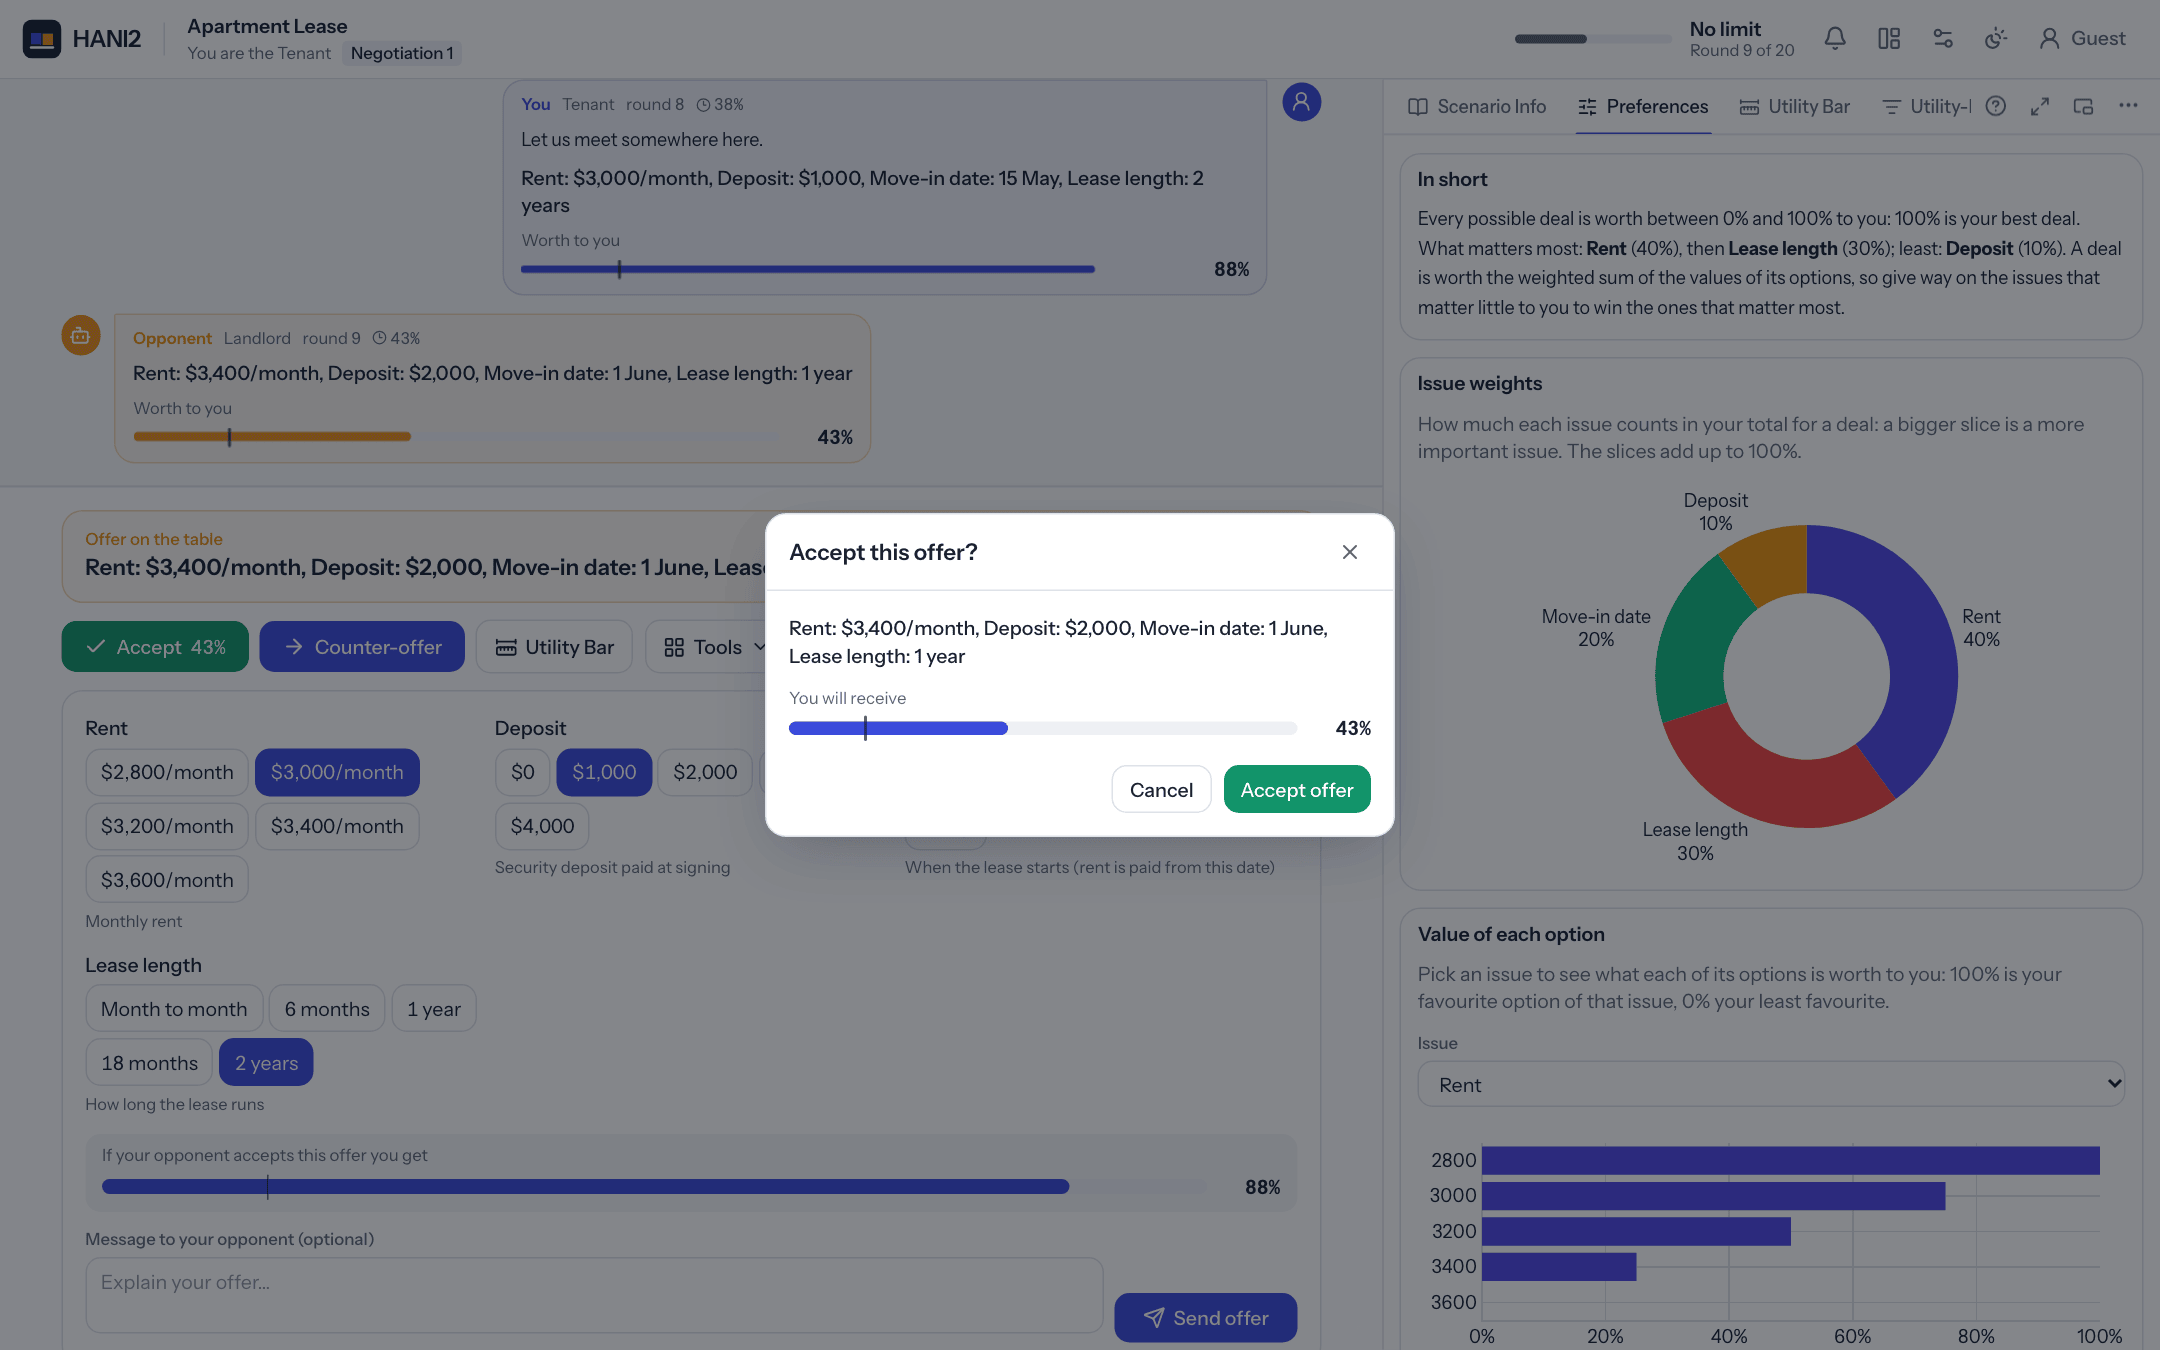 HANI2
Apartment Lease
You are the Tenant Negotiation 1
No limit
Round 9 of 20
Guest
You Tenant round 8 38%
Let us meet somewhere here.
Rent: $3,000/month, Deposit: $1,000, Move-in date: 15 May, Lease length: 2
years
Worth to you
88%
Opponent Landlord round 9 43%
Rent: $3,400/month, Deposit: $2,000, Move-in date: 1 June, Lease length: 1 year
Worth to you
43%
Offer on the table
Rent: $3,400/month, Deposit: $2,000, Move-in date: 1 June,
Accept 43%
Counter-offer
Utility Bar
Tools
Rent
$2,800/month
$3,000/month
$3,200/month
$3,400/month
$3,600/month
Monthly rent
Deposit
$0
$1,000
$2,000
$4,000
Security deposit paid at signing
When the lease starts (rent is paid from this date)
Lease length
Month to month
6 months
1 year
18 months
2 years
How long the lease runs
If your opponent accepts this offer you get
88%
Message to your opponent (optional)
Explain your offer...
Send offer
Accept this offer?
Rent: $3,400/month, Deposit: $2,000, Move-in date: 1 June,
Lease length: 1 year
You will receive
43%
Cancel
Accept offer
Scenario Info
Preferences
Utility Bar
Utility-
In short
Every possible deal is worth between 0% and 100% to you: 100% is your best deal.
What matters most: Rent (40%), then Lease length (30%); least: Deposit (10%). A deal
is worth the weighted sum of the values of its options, so give way on the issues that
matter little to you to win the ones that matter most.
Issue weights
How much each issue counts in your total for a deal: a bigger slice is a more
important issue. The slices add up to 100%.
Deposit
10%
Move-in date
20%
Rent
40%
Lease length
30%
Value of each option
Pick an issue to see what each of its options is worth to you: 100% is your
favourite option of that issue, 0% your least favourite.
Issue
Rent
2800
3000
3200
3400
3600
0% 20% 40% 60% 80% 100%